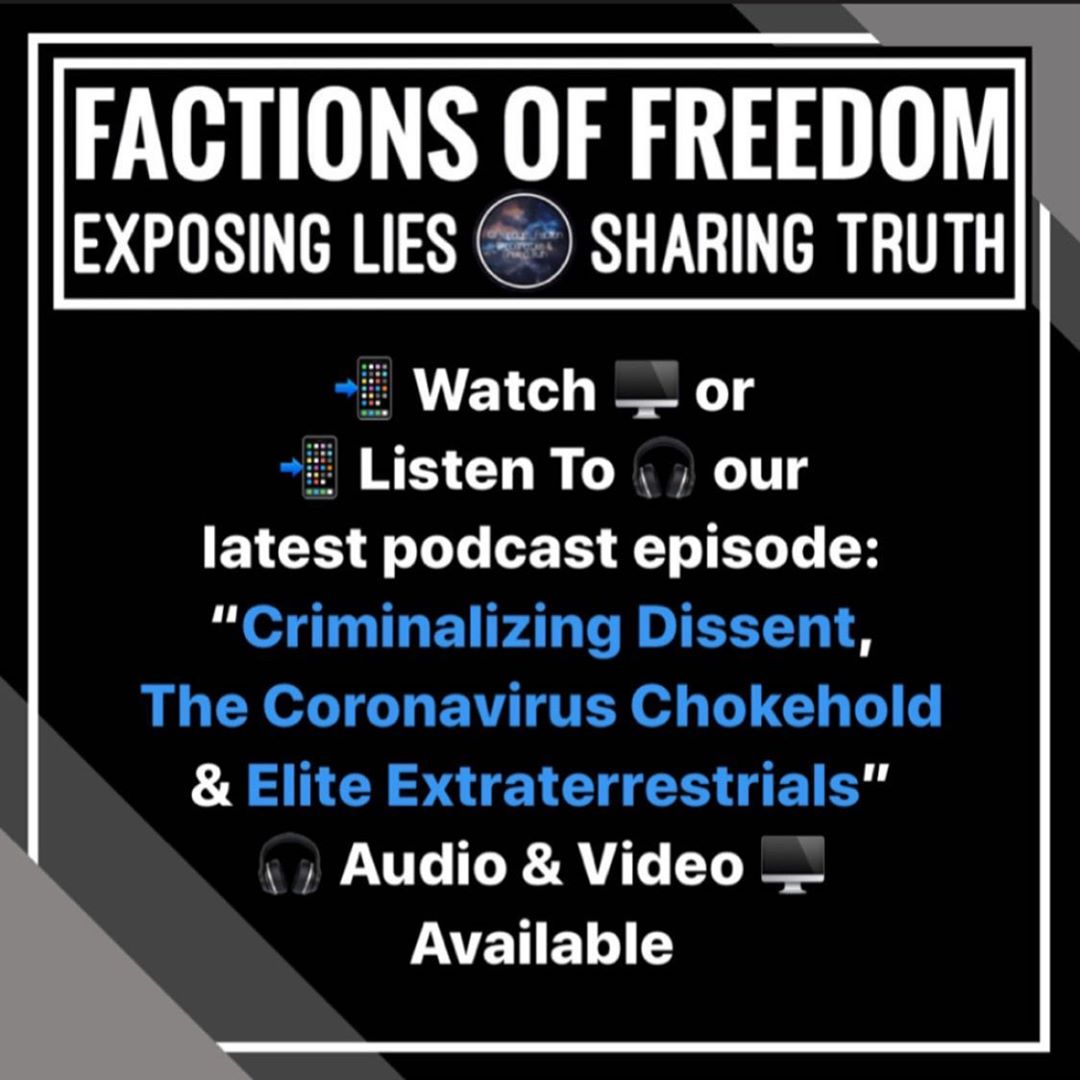 FACTIONS OF FREEDOM
EXPOSING LIES SHARING TRUTH
📲 Watch 🖥️ or
📲 Listen To 🎧 our
latest podcast episode:
“Criminalizing Dissent,
The Coronavirus Chokehold
& Elite Extraterrestrials”
🎧 Audio & Video 🖥️
Available